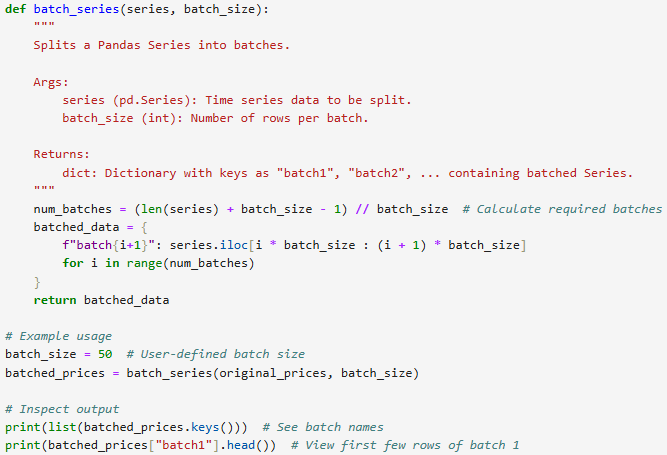 def batch_series(series, batch_size):
    """
    Splits a Pandas Series into batches.

    Args:
        series (pd.Series): Time series data to be split.
        batch_size (int): Number of rows per batch.

    Returns:
        dict: Dictionary with keys as "batch1", "batch2", ... containing batched Series.
    """
    num_batches = (len(series) + batch_size - 1) // batch_size  # Calculate required batches
    batched_data = {
        f"batch{i+1}": series.iloc[i * batch_size : (i + 1) * batch_size]
        for i in range(num_batches)
    }
    return batched_data

# Example usage
batch_size = 50  # User-defined batch size
batched_prices = batch_series(original_prices, batch_size)

# Inspect output
print(list(batched_prices.keys()))  # See batch names
print(batched_prices["batch1"].head())  # View first few rows of batch 1